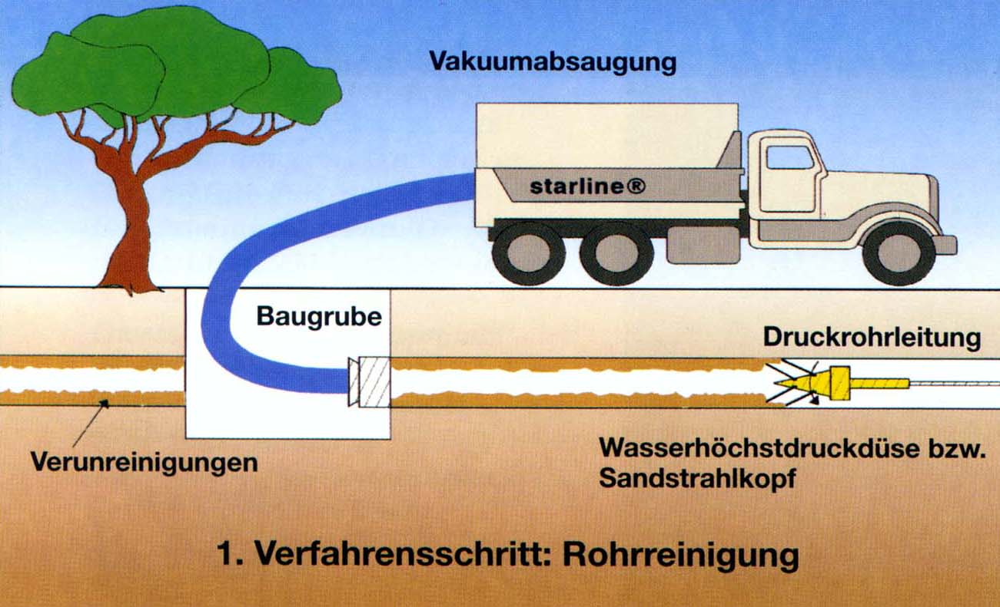 Vakuumabsaugung
starline®
Baugrube
Druckrohrleitung
Verunreinigungen
Wasserhöchstdruckdüse bzw.
Sandstrahlkopf
1. Verfahrensschritt: Rohrreinigung